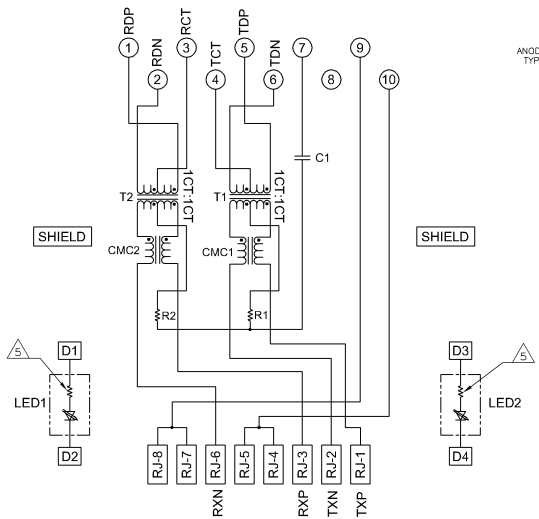 RDP
RDN
RCT
TCT
TDP
TDN
1
3
5
7
9
2
4
6
8
10
ANOD
TYP
C1
T2
1CT:1CT
T1
1CT:1CT
SHIELD
SHIELD
CMC2
CMC1
R2
R1
5
D1
LED1
D2
D3
5
LED2
D4
RJ-8
RJ-7
RJ-6
RJ-5
RJ-4
RJ-3
RJ-2
RJ-1
RXN
RXP
TXN
TXP